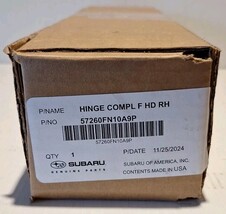 P/NAME HINGE COMPL F HD RH
P/NO 57260FN10A9P
57260FN10A9P
QTY 1 P/DATE 11/25/2024
SUBARU SUBARU OF AMERICA, INC.
GENUINE PARTS CONTENTS MADE IN USA